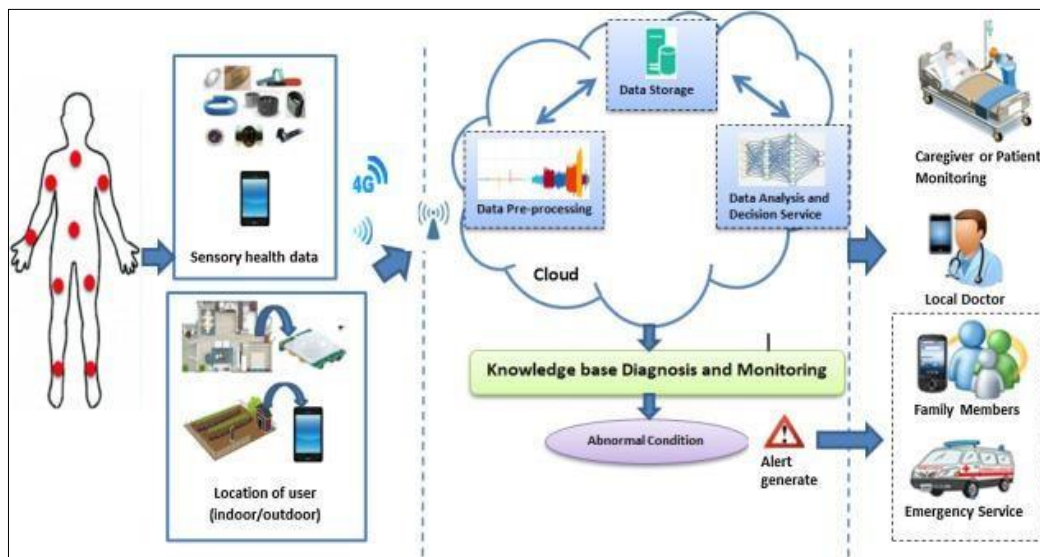 4G
Sensory health data
Location of user
(indoor/outdoor)
Data Storage
Data Pre-processing
Data Analysis and
Decision Service
Cloud
Knowledge base Diagnosis and Monitoring
Abnormal Condition
Alert
generate
Caregiver or Patient
Monitoring
Local Doctor
Family Members
Emergency Service